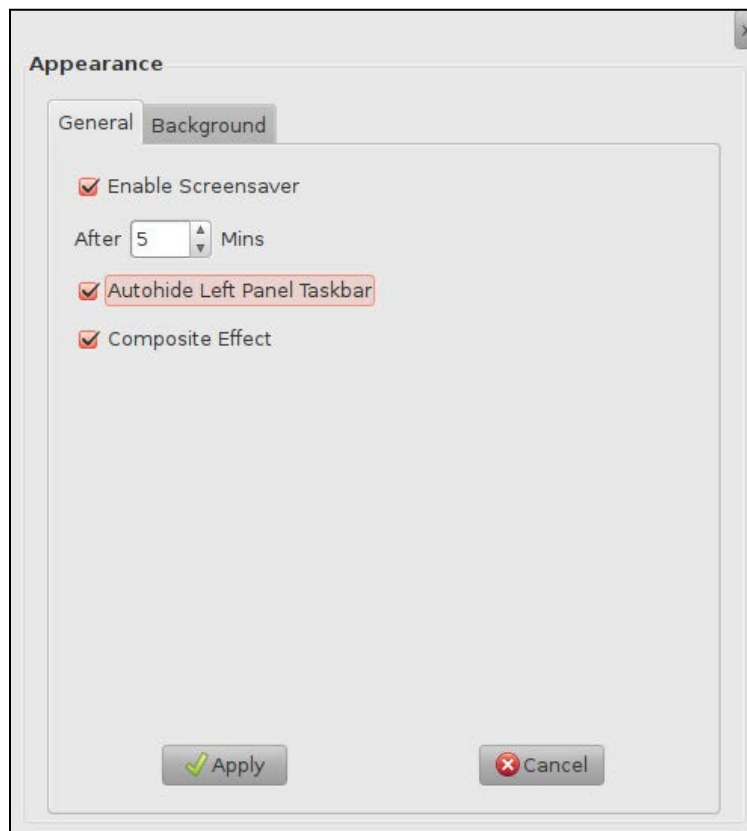 Appearance
General Background
Enable Screensaver
After 5 Mins
Autohide Left Panel Taskbar
Composite Effect
Apply Cancel